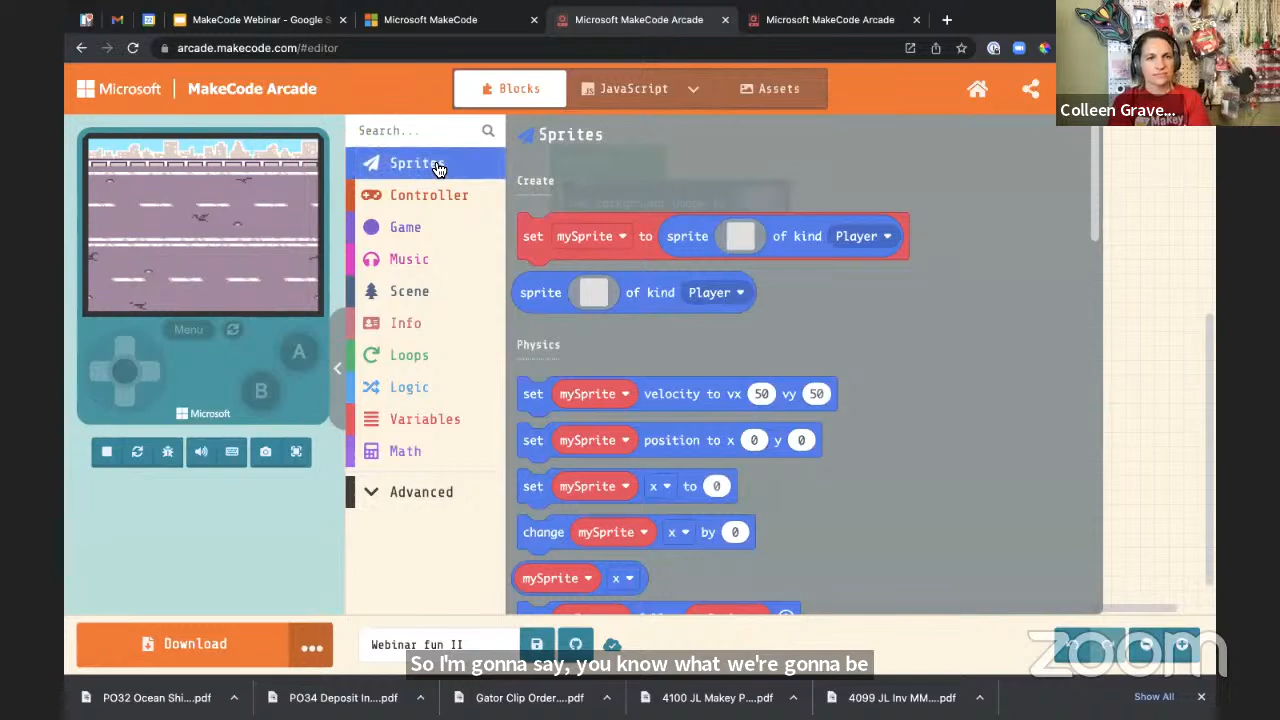 MakeCode Webinar - Google S
Microsoft MakeCode
Microsoft MakeCode Arcade
Microsoft MakeCode Arcade
arcade.makecode.com/#editor
Colleen Grave...
Microsoft
MakeCode Arcade
Blocks
JavaScript
Assets
Search...
Sprites
Controller
Game
Music
Scene
Info
Loops
Logic
Variables
Math
Advanced
Menu
A
B
Microsoft
Sprites
Create
set mySprite to sprite of kind Player
sprite of kind Player
Physics
set mySprite velocity to vx 50 vy 50
set mySprite position to x 0 y 0
set mySprite x to 0
change mySprite x by 0
mySprite x
Download
...
Webinar fun II
zoom
So I'm gonna say, you know what we're gonna be
PO32 Ocean Shi....pdf
PO34 Deposit In....pdf
Gator Clip Order....pdf
4100 JL Makey P....pdf
4099 JL Inv MM....pdf
Show All